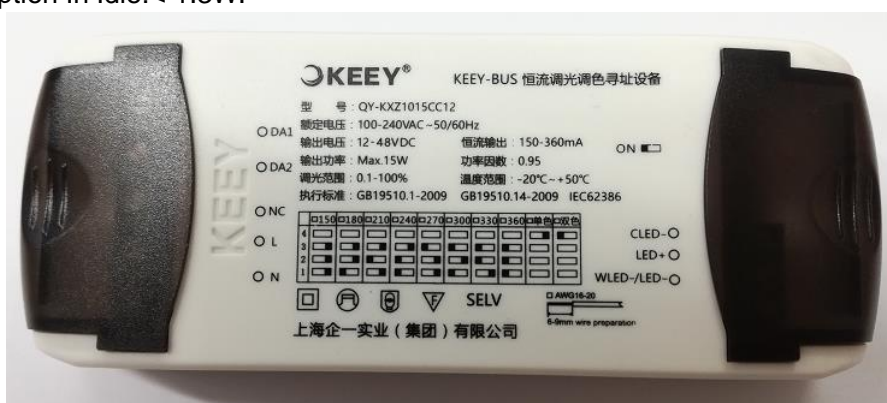 KEEY® KEEY-BUS 恒流调光调色寻址设备
型 号：QY-KXZ1015CC12
额定电压：100-240VAC~50/60Hz
输出电压：12-48VDC 恒流输出：150-360mA
输出功率：Max.15W 功率因数：0.95
调光范围：0.1-100% 温度范围：-20℃~+50℃
执行标准：GB19510.1-2009 GB19510.14-2009 IEC62386
KEEY
DA1
DA2
NC
L
N
ON
150 180 210 240 270 300 330 360 单色 双色
4
3
2
1
CLED-
LED+
WLED-/LED-
F SELV
AWG16-20
6-9mm wire preparation
上海企一实业（集团）有限公司